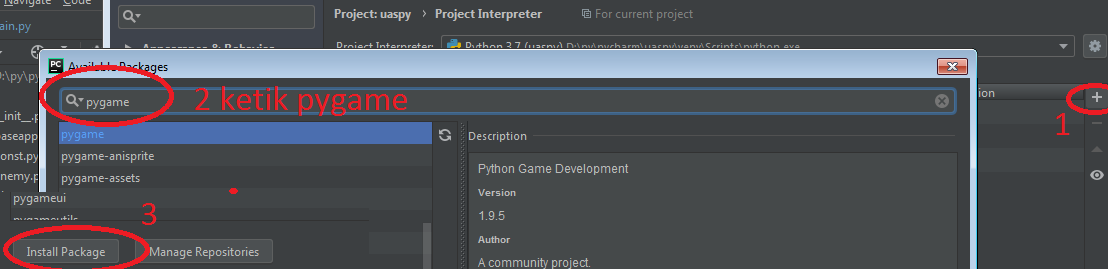 Navigate Code
ain.py
Project: uaspy › Project Interpreter
For current project
Appearance & Behavior
Project Interpreter: Python 3.7 (uaspy) D:\py\pycharm\uaspy\venv\Scripts\python.exe
Available Packages
0:\py\p
pygame
2 ketik pygame
ion
1
_init__.p
baseapp
onst.py
nemy.p
pygame
pygame-anisprite
pygame-assets
pygameui
pygameutils
Description
Python Game Development
Version
1.9.5
Author
A community project.
3
Install Package
Manage Repositories